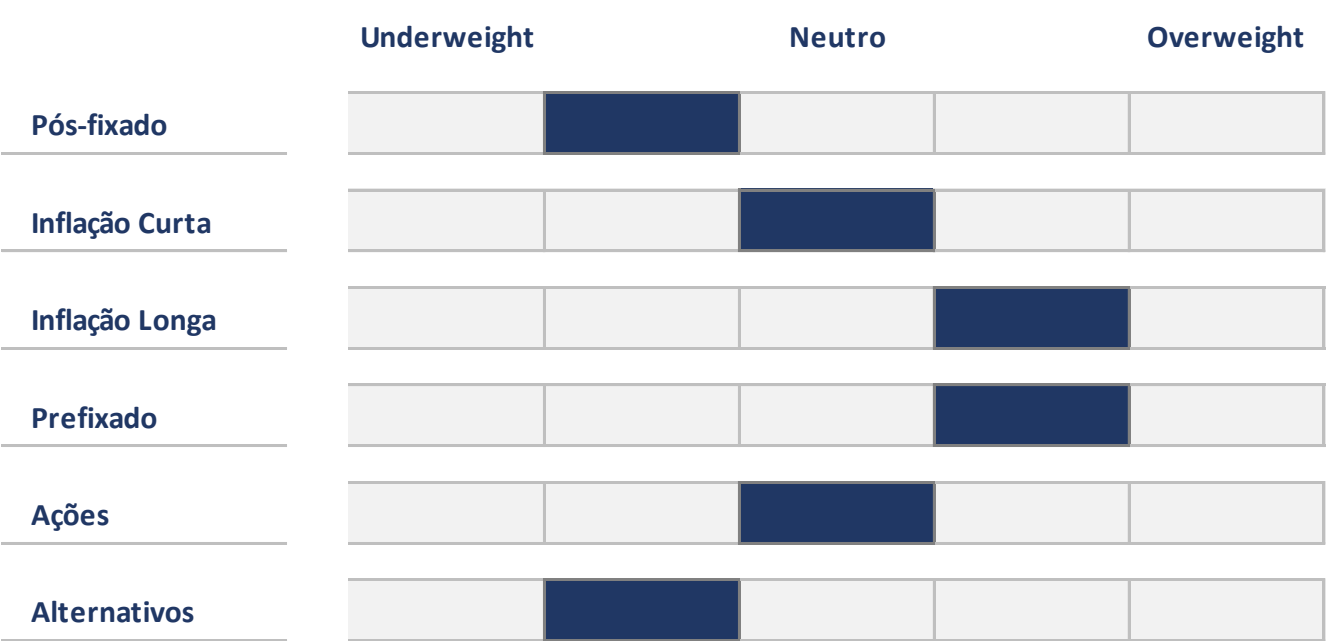 Underweight Neutro Overweight
Pós-fixado
Inflação Curta
Inflação Longa
Prefixado
Ações
Alternativos